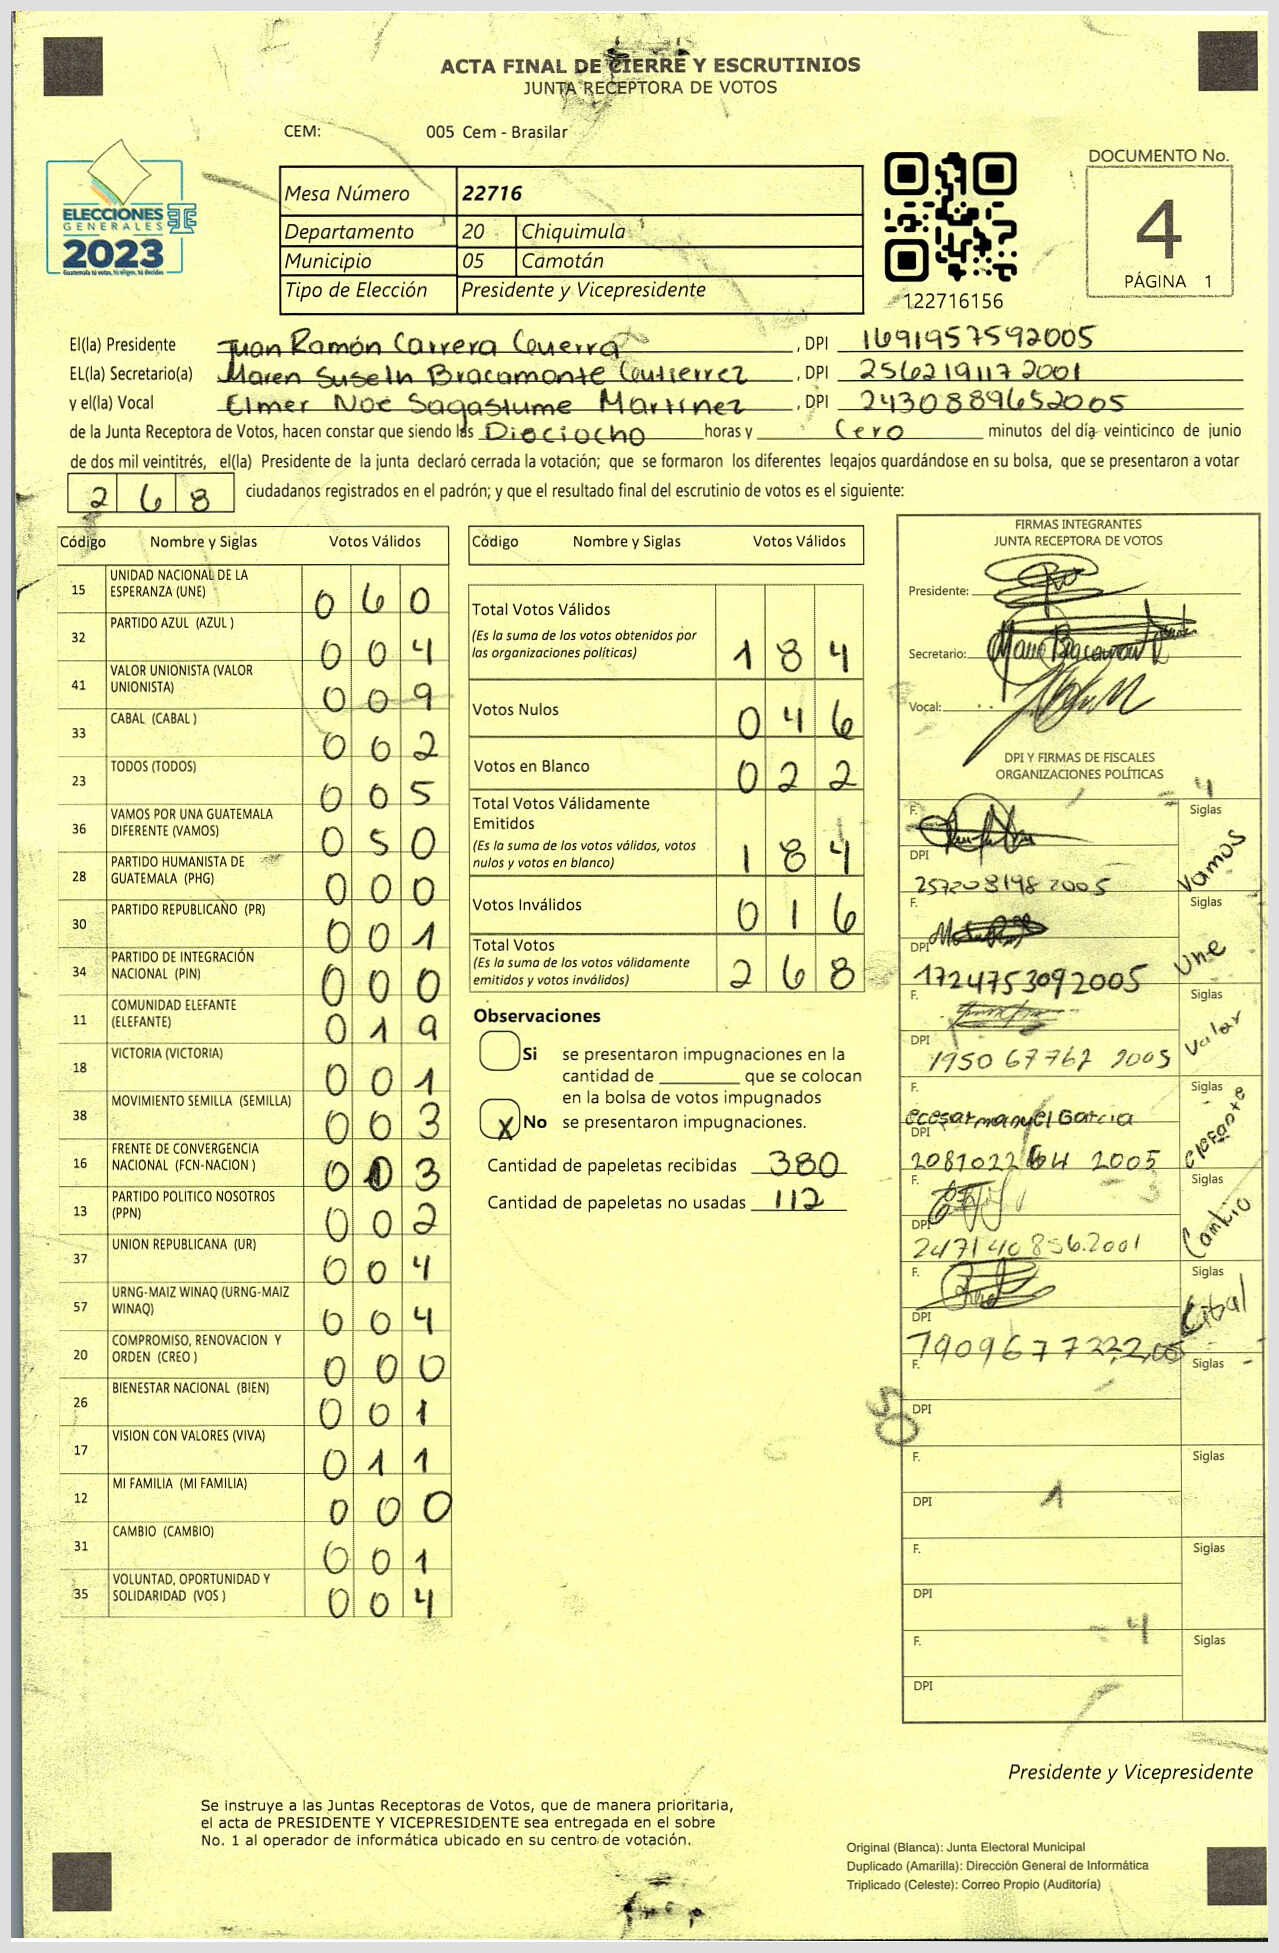 ACTA FINAL DE CIERRE Y ESCRUTINIOS
JUNTA RECEPTORA DE VOTOS
CEM: 005 Cem - Brasilar
DOCUMENTO No.
4
PÁGINA 1
ELECCIONES
GENERALES
2023
Guatemala tú votas, tú eliges, tú decides
Mesa Número 22716
Departamento 20 Chiquimula
Municipio 05 Camotán
Tipo de Elección Presidente y Vicepresidente
122716156
El(la) Presidente Juan Ramón Carrera Guerra, DPI 1691957592005
EL(la) Secretario(a) Maren Suseth Bracamonte Gutierrez, DPI 2562191172001
y el(la) Vocal Elmer Noé Sagastume Martínez, DPI 2430889652005
de la Junta Receptora de Votos, hacen constar que siendo las Dieciocho horas y Cero minutos del día veinticinco de junio
de dos mil veintitrés, el(la) Presidente de la junta declaró cerrada la votación; que se formaron los diferentes legajos quardándose en su bolsa, que se presentaron a votar
2 6 8 ciudadanos registrados en el padrón; y que el resultado final del escrutinio de votos es el siguiente:
Código Nombre y Siglas Votos Válidos
15 UNIDAD NACIONAL DE LA ESPERANZA (UNE) 0 6 0
32 PARTIDO AZUL (AZUL ) 0 0 4
41 VALOR UNIONISTA (VALOR UNIONISTA) 0 0 9
33 CABAL (CABAL ) 0 0 2
23 TODOS (TODOS) 0 0 5
36 VAMOS POR UNA GUATEMALA DIFERENTE (VAMOS) 0 5 0
28 PARTIDO HUMANISTA DE GUATEMALA (PHG) 0 0 0
30 PARTIDO REPUBLICANO (PR) 0 0 1
34 PARTIDO DE INTEGRACIÓN NACIONAL (PIN) 0 0 0
11 COMUNIDAD ELEFANTE (ELEFANTE) 0 1 9
18 VICTORIA (VICTORIA) 0 0 1
38 MOVIMIENTO SEMILLA (SEMILLA) 0 0 3
16 FRENTE DE CONVERGENCIA NACIONAL (FCN-NACION ) 0 0 3
13 PARTIDO POLITICO NOSOTROS (PPN) 0 0 2
37 UNION REPUBLICANA (UR) 0 0 4
57 URNG-MAIZ WINAQ (URNG-MAIZ WINAQ) 0 0 4
20 COMPROMISO, RENOVACION Y ORDEN (CREO ) 0 0 0
26 BIENESTAR NACIONAL (BIEN) 0 0 1
17 VISION CON VALORES (VIVA) 0 1 1
12 MI FAMILIA (MI FAMILIA) 0 0 0
31 CAMBIO (CAMBIO) 0 0 1
35 VOLUNTAD, OPORTUNIDAD Y SOLIDARIDAD (VOS ) 0 0 4
Código Nombre y Siglas Votos Válidos
Total Votos Válidos
(Es la suma de los votos obtenidos por
las organizaciones políticas) 1 8 4
Votos Nulos 0 4 6
Votos en Blanco 0 2 2
Total Votos Válidamente
Emitidos
(Es la suma de los votos válidos, votos
nulos y votos en blanco) 1 8 4
Votos Inválidos 0 1 6
Total Votos
(Es la suma de los votos válidamente
emitidos y votos inválidos) 2 6 8
Observaciones
Si se presentaron impugnaciones en la
cantidad de ________ que se colocan
en la bolsa de votos impugnados
X No se presentaron impugnaciones.
Cantidad de papeletas recibidas 380
Cantidad de papeletas no usadas 112
FIRMAS INTEGRANTES
JUNTA RECEPTORA DE VOTOS
Presidente:
Secretario:
Vocal:
DPI Y FIRMAS DE FISCALES
ORGANIZACIONES POLÍTICAS
F. Siglas Vamos
DPI 257208198 2005
F. Siglas Une
DPI 1724753092005
F. Siglas Valar
DPI 1950 67762 2005
F. ecesarmanyelGarcia Siglas elefante
DPI 2005
F. Siglas Cambio
DPI 247140856.2001
F. Siglas
DPI
F. Siglas
DPI
F. Siglas
DPI
F. Siglas
DPI
F. Siglas
DPI
Presidente y Vicepresidente
Se instruye a las Juntas Receptoras de Votos, que de manera prioritaria,
el acta de PRESIDENTE Y VICEPRESIDENTE sea entregada en el sobre
No. 1 al operador de informática ubicado en su centro de votación.
Original (Blanca): Junta Electoral Municipal
Duplicado (Amarilla): Dirección General de Informática
Triplicado (Celeste): Correo Propio (Auditoría)